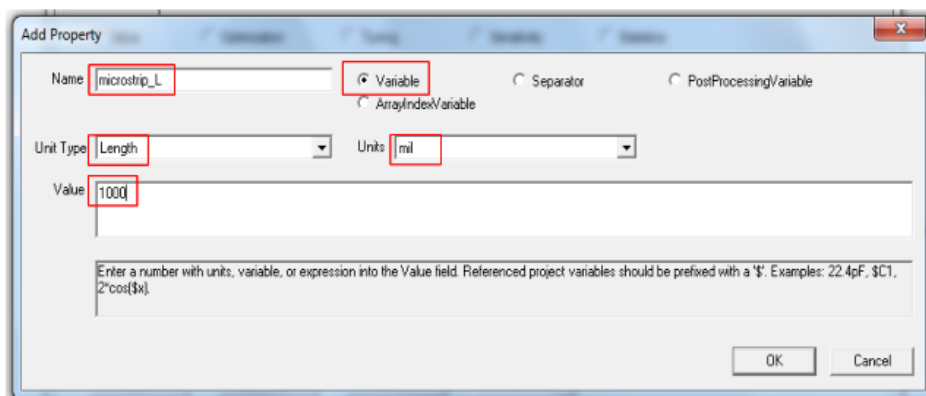 Add Property
Name microstrip_L Variable Separator PostProcessingVariable
ArrayIndexVariable
Unit Type Length Units mil
Value 1000
Enter a number with units, variable, or expression into the Value field. Referenced project variables should be prefixed with a '$'. Examples: 22.4pF, $C1,
2*cos($x).
OK Cancel